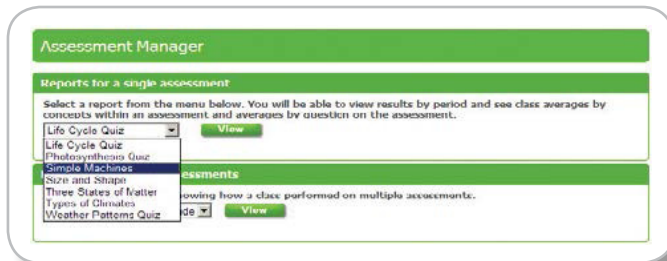 Assessment Manager
Reports for a single assessment
Select a report from the menu below. You will be able to view results by period and see class averages by
concepts within an assessment and averages by question on the assessment.
Life Cycle Quiz
View
Life Cycle Quiz
Photosynthesis Quiz
Simple Machines
Size and Shape
Three States of Matter
Types of Climates
Weather Patterns Quiz
essments
owing how a class performed on multiple assessments.
de
View